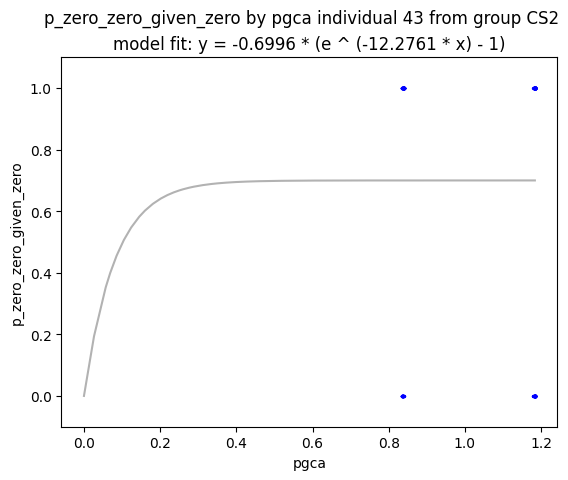 p_zero_zero_given_zero by pgca individual 43 from group CS2
model fit: y = -0.6996 * (e ^ (-12.2761 * x) - 1)
1.0
0.8
0.6
0.4
0.2
0.0
p_zero_zero_given_zero
0.0 0.2 0.4 0.6 0.8 1.0 1.2
pgca